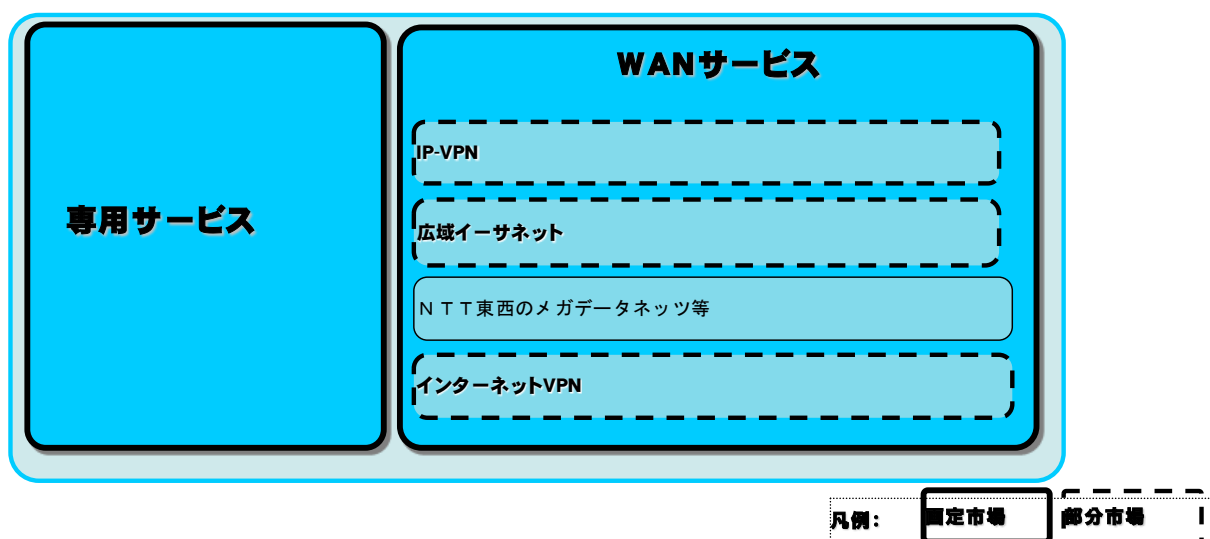 WANサービス
専用サービス
IP-VPN
広域イーサネット
ＮＴＴ東西のメガデータネッツ等
インターネットVPN
凡例： 画定市場 部分市場